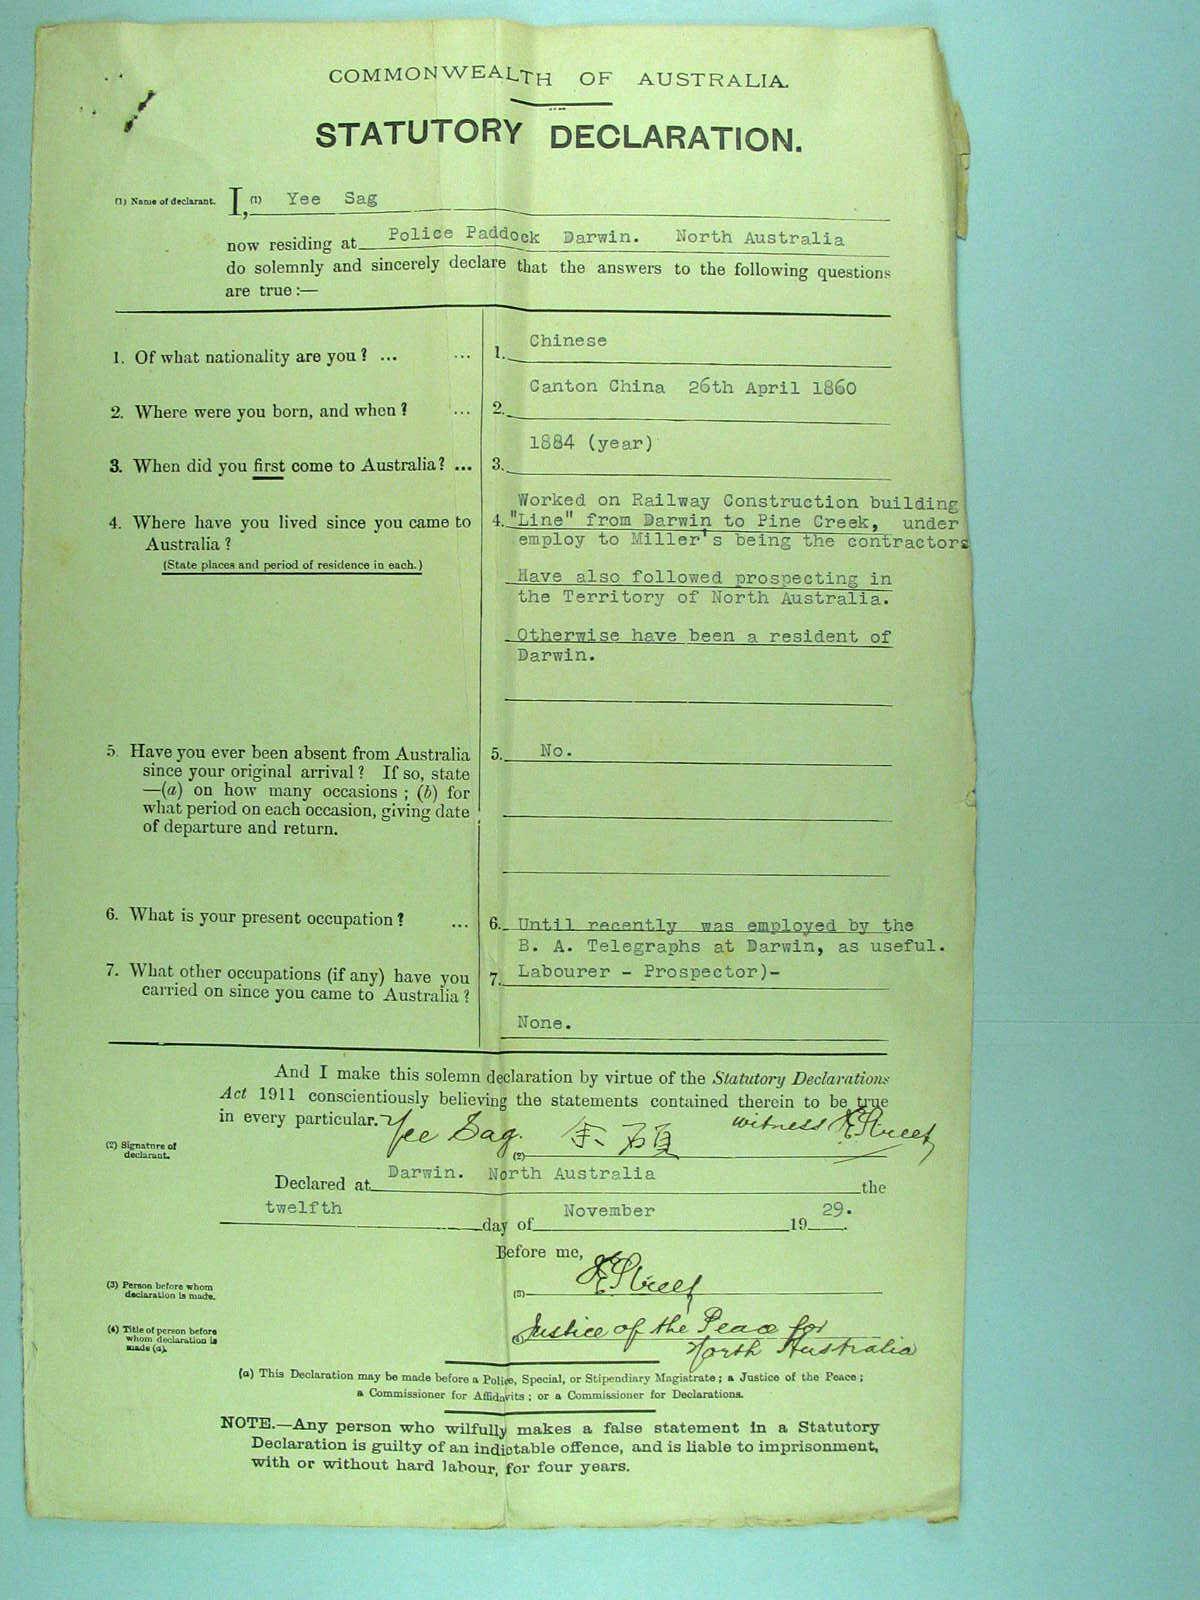 COMMONWEALTH OF AUSTRALIA.
STATUTORY DECLARATION.
(1) Name of declarant.
I, (1) Yee Sag
now residing at Police Paddock Darwin. North Australia
do solemnly and sincerely declare that the answers to the following questions
are true:—
1. Of what nationality are you? ... ...
1. Chinese
2. Where were you born, and when? ...
2. Canton China 26th April 1860
3. When did you first come to Australia? ...
3. 1884 (year)
4. Where have you lived since you came to
Australia?
(State places and period of residence in each.)
Worked on Railway Construction building
4. "Line" from Darwin to Pine Creek, under
employ to Miller's being the contractors
Have also followed prospecting in
the Territory of North Australia.
Otherwise have been a resident of
Darwin.
5. Have you ever been absent from Australia
since your original arrival? If so, state
—(a) on how many occasions; (b) for
what period on each occasion, giving date
of departure and return.
5. No.
6. What is your present occupation? ...
6. Until recently was employed by the
B. A. Telegraphs at Darwin, as useful.
7. What other occupations (if any) have you
carried on since you came to Australia?
7. Labourer - Prospector)-
None.
And I make this solemn declaration by virtue of the Statutory Declarations
Act 1911 conscientiously believing the statements contained therein to be true
in every particular.
(2) Signature of
declarant.
Yee Sag. (2) witness
Declared at Darwin. North Australia the
twelfth day of November 1929.
Before me,
(3) Person before whom
declaration is made.
(3)
(4) Title of person before
whom declaration is
made (a).
(4) Justice of the Peace for
North Australia
(a) This Declaration may be made before a Police, Special, or Stipendiary Magistrate; a Justice of the Peace;
a Commissioner for Affidavits; or a Commissioner for Declarations.
NOTE.—Any person who wilfully makes a false statement in a Statutory
Declaration is guilty of an indictable offence, and is liable to imprisonment,
with or without hard labour, for four years.